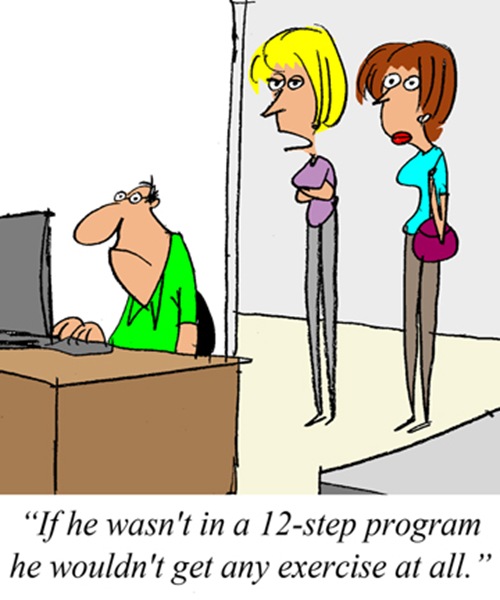 “If he wasn't in a 12-step program
he wouldn't get any exercise at all.”